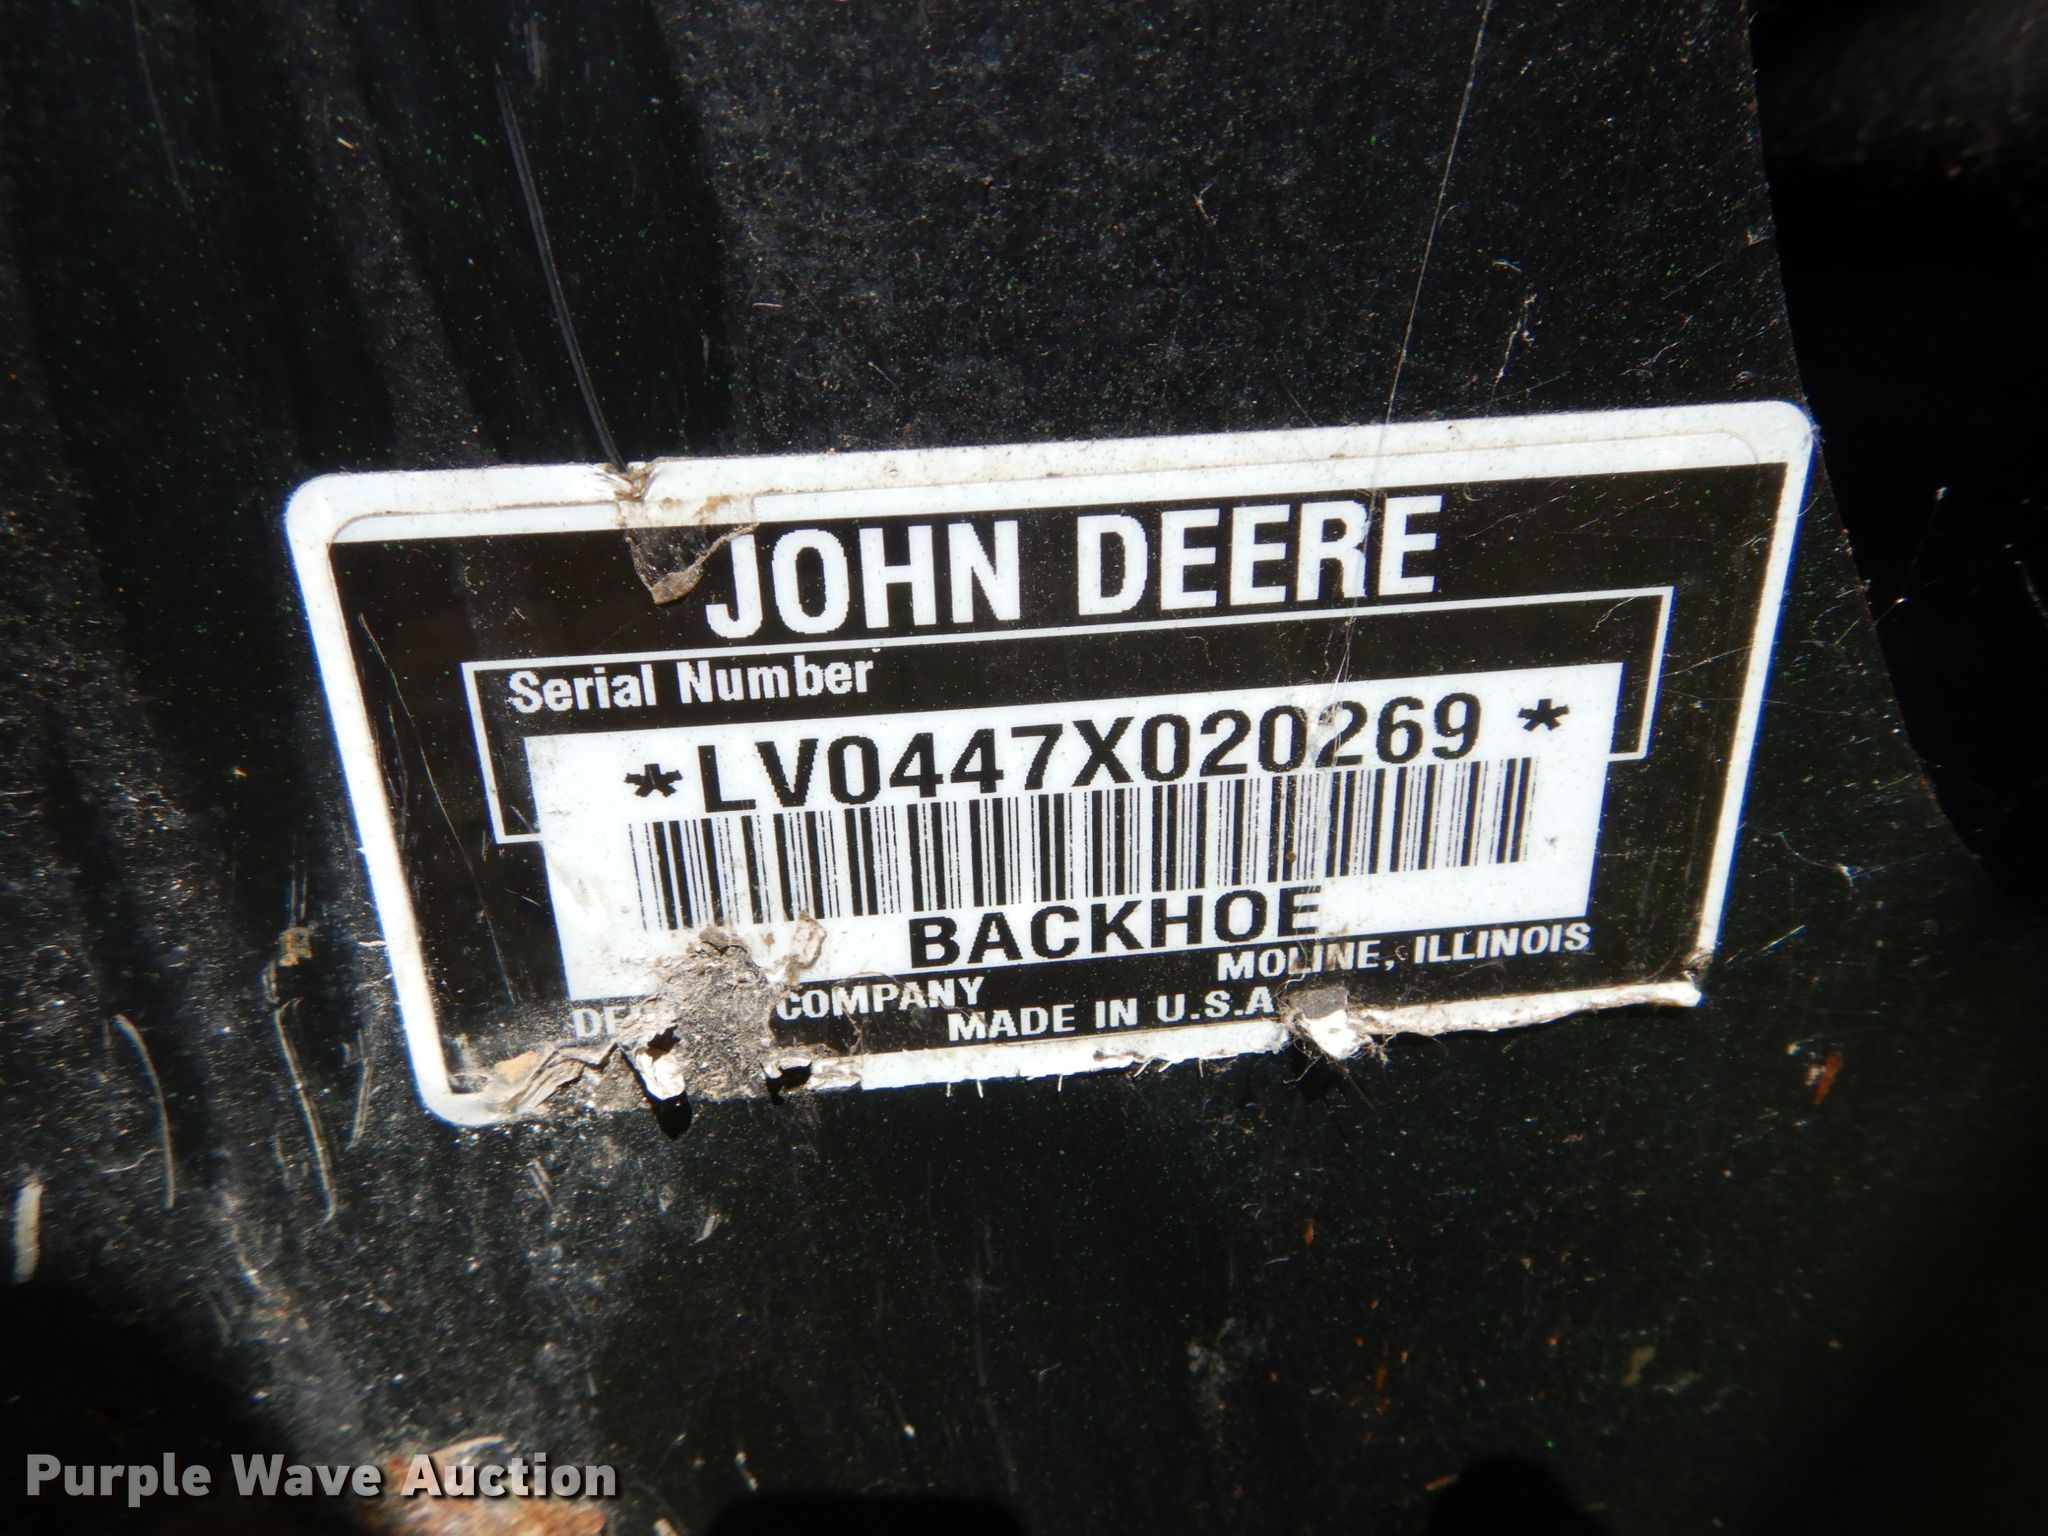 JOHN DEERE
Serial Number
*LV0447X020269*
BACKHOE
COMPANY MOLINE, ILLINOIS
MADE IN U.S.A
Purple Wave Auction